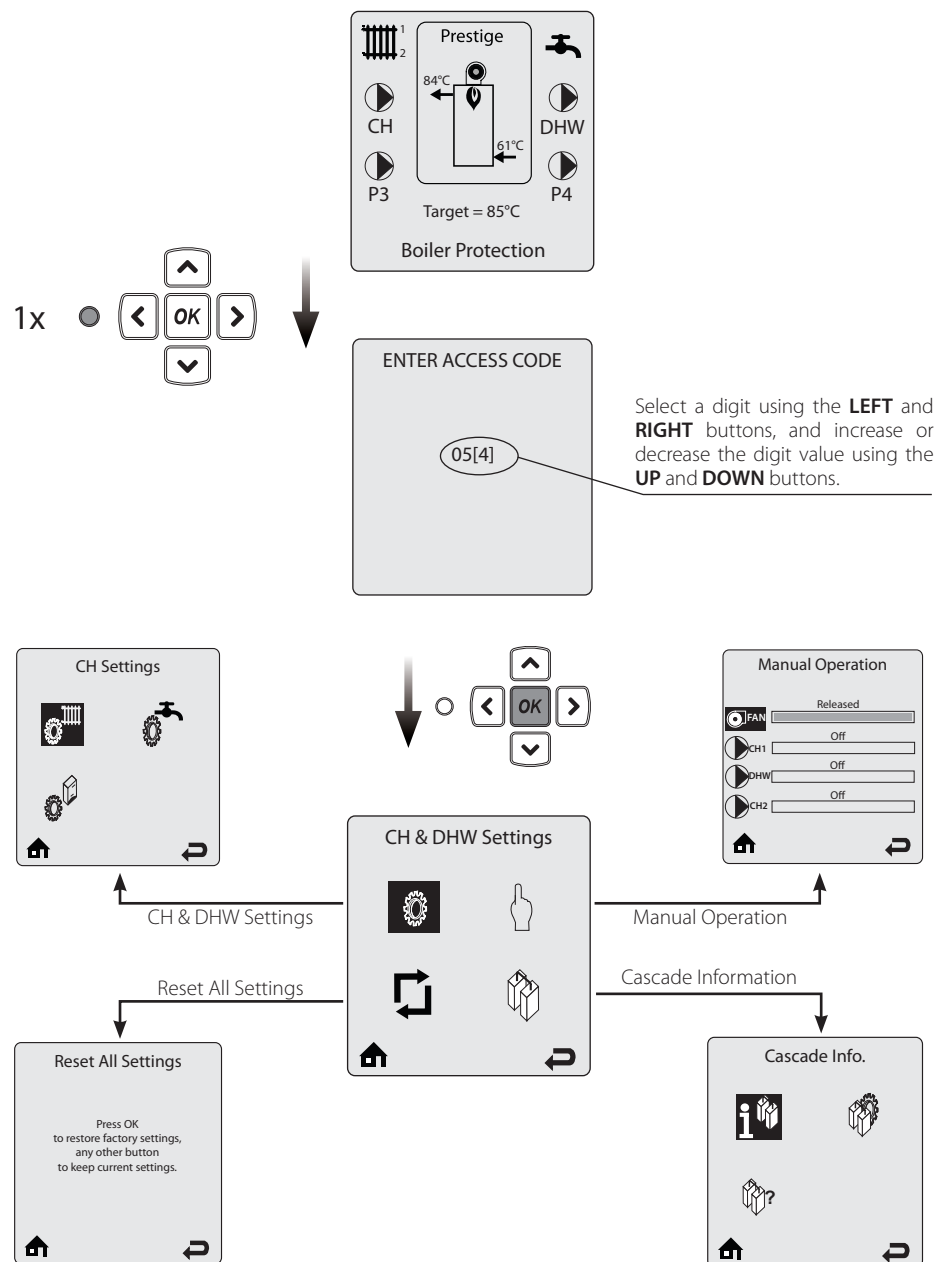 1
2
Prestige
84°C
61°C
CH
DHW
P3
P4
Target = 85°C
Boiler Protection
1x
OK
ENTER ACCESS CODE
05[4]
Select a digit using the LEFT and
RIGHT buttons, and increase or
decrease the digit value using the
UP and DOWN buttons.
CH Settings
OK
Manual Operation
Released
FAN
Off
CH1
Off
DHW
Off
CH2
CH & DHW Settings
CH & DHW Settings
Manual Operation
Reset All Settings
Cascade Information
Reset All Settings
Press OK
to restore factory settings,
any other button
to keep current settings.
Cascade Info.
i
?